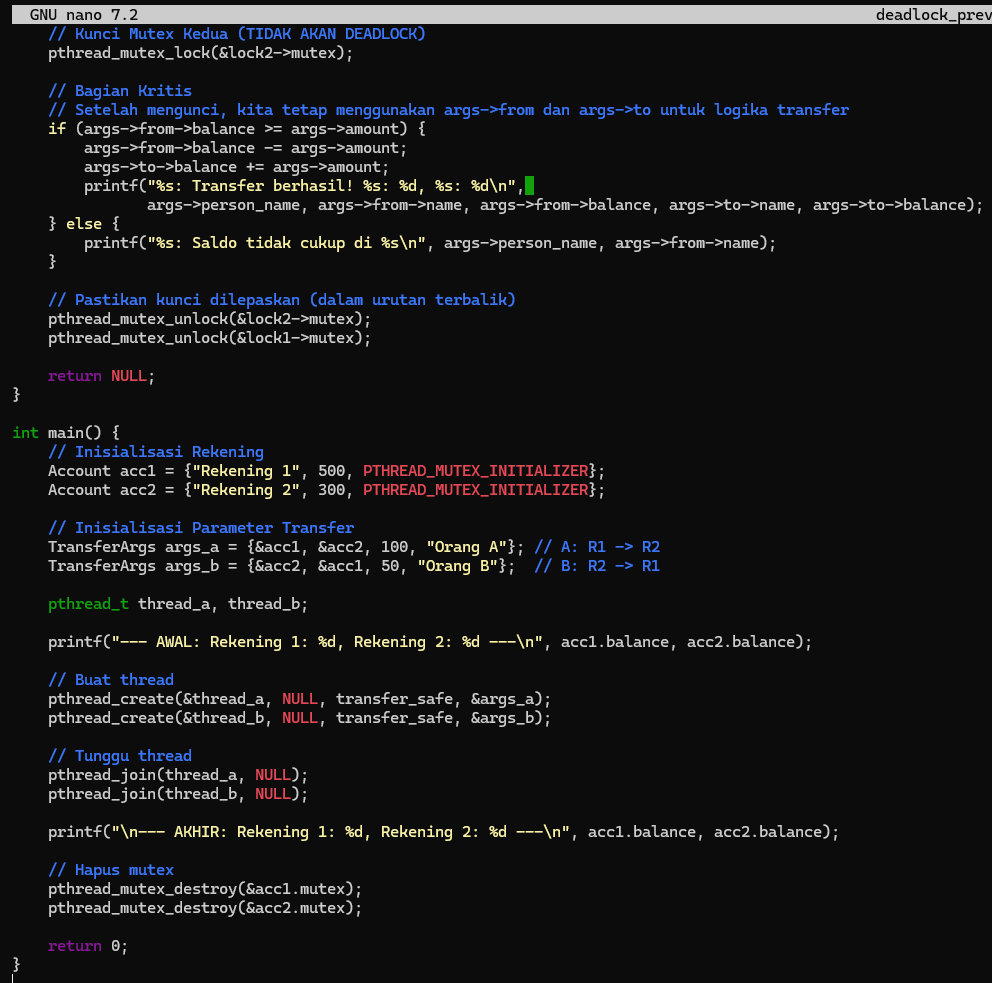 GNU nano 7.2 deadlock_prev
// Kunci Mutex Kedua (TIDAK AKAN DEADLOCK)
pthread_mutex_lock(&lock2->mutex);
// Bagian Kritis
// Setelah mengunci, kita tetap menggunakan args->from dan args->to untuk logika transfer
if (args->from->balance >= args->amount) {
args->from->balance -= args->amount;
args->to->balance += args->amount;
printf("%s: Transfer berhasil! %s: %d, %s: %d\n",
args->person_name, args->from->name, args->from->balance, args->to->name, args->to->balance);
} else {
printf("%s: Saldo tidak cukup di %s\n", args->person_name, args->from->name);
}
// Pastikan kunci dilepaskan (dalam urutan terbalik)
pthread_mutex_unlock(&lock2->mutex);
pthread_mutex_unlock(&lock1->mutex);
return NULL;
}
int main() {
// Inisialisasi Rekening
Account acc1 = {"Rekening 1", 500, PTHREAD_MUTEX_INITIALIZER};
Account acc2 = {"Rekening 2", 300, PTHREAD_MUTEX_INITIALIZER};
// Inisialisasi Parameter Transfer
TransferArgs args_a = {&acc1, &acc2, 100, "Orang A"}; // A: R1 -> R2
TransferArgs args_b = {&acc2, &acc1, 50, "Orang B"};  // B: R2 -> R1
pthread_t thread_a, thread_b;
printf("--- AWAL: Rekening 1: %d, Rekening 2: %d ---\n", acc1.balance, acc2.balance);
// Buat thread
pthread_create(&thread_a, NULL, transfer_safe, &args_a);
pthread_create(&thread_b, NULL, transfer_safe, &args_b);
// Tunggu thread
pthread_join(thread_a, NULL);
pthread_join(thread_b, NULL);
printf("\n--- AKHIR: Rekening 1: %d, Rekening 2: %d ---\n", acc1.balance, acc2.balance);
// Hapus mutex
pthread_mutex_destroy(&acc1.mutex);
pthread_mutex_destroy(&acc2.mutex);
return 0;
}